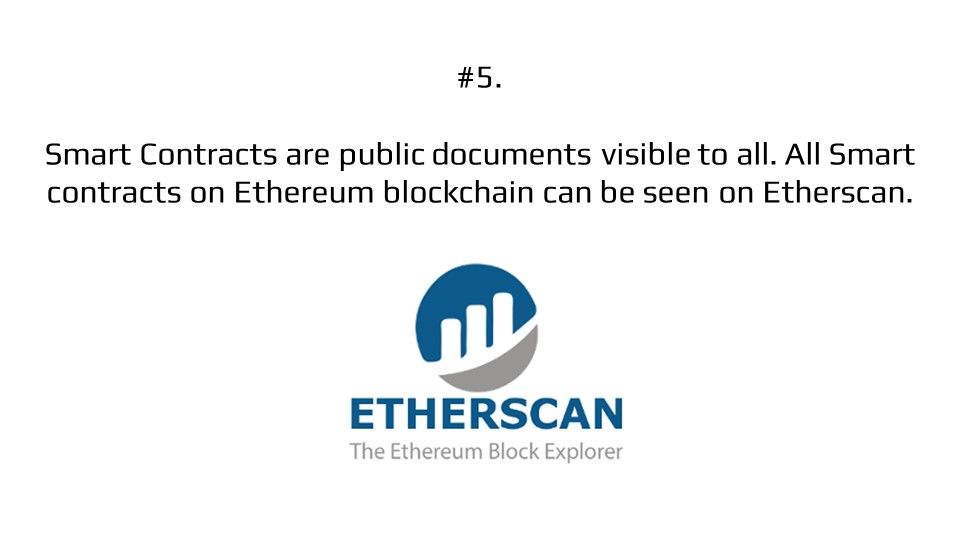 #5.
Smart Contracts are public documents visible to all. All Smart
contracts on Ethereum blockchain can be seen on Etherscan.
ETHERSCAN
The Ethereum Block Explorer